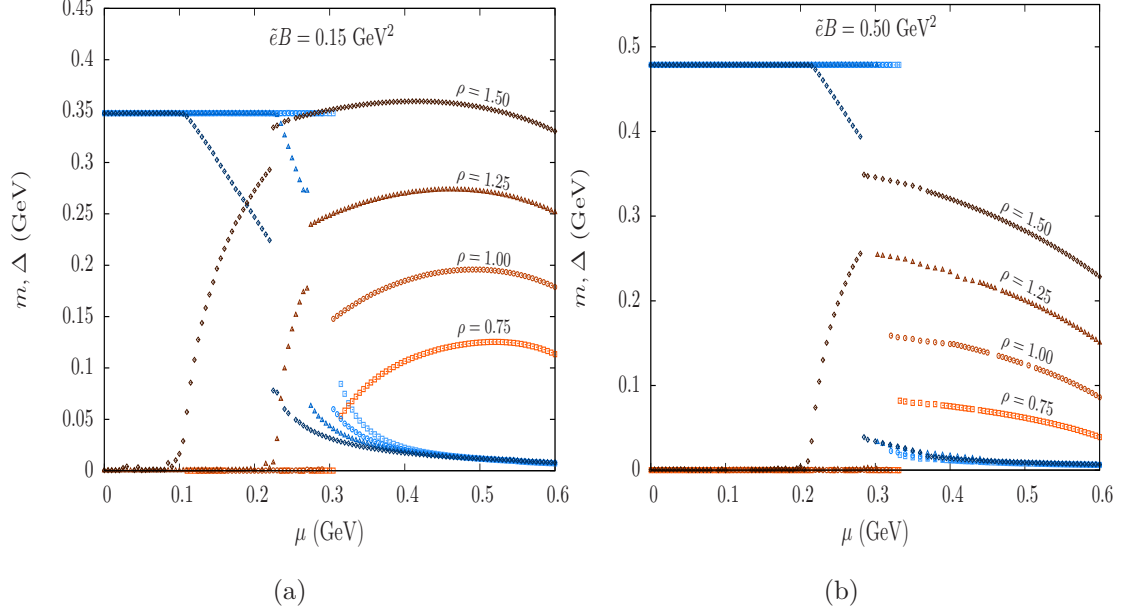 ẽB = 0.15 GeV²
m, Δ (GeV)
0.45
0.4
0.35
0.3
0.25
0.2
0.15
0.1
0.05
0
ρ = 1.50
ρ = 1.25
ρ = 1.00
ρ = 0.75
0 0.1 0.2 0.3 0.4 0.5 0.6
μ (GeV)
(a)
ẽB = 0.50 GeV²
m, Δ (GeV)
0.5
0.4
0.3
0.2
0.1
0
ρ = 1.50
ρ = 1.25
ρ = 1.00
ρ = 0.75
0 0.1 0.2 0.3 0.4 0.5 0.6
μ (GeV)
(b)